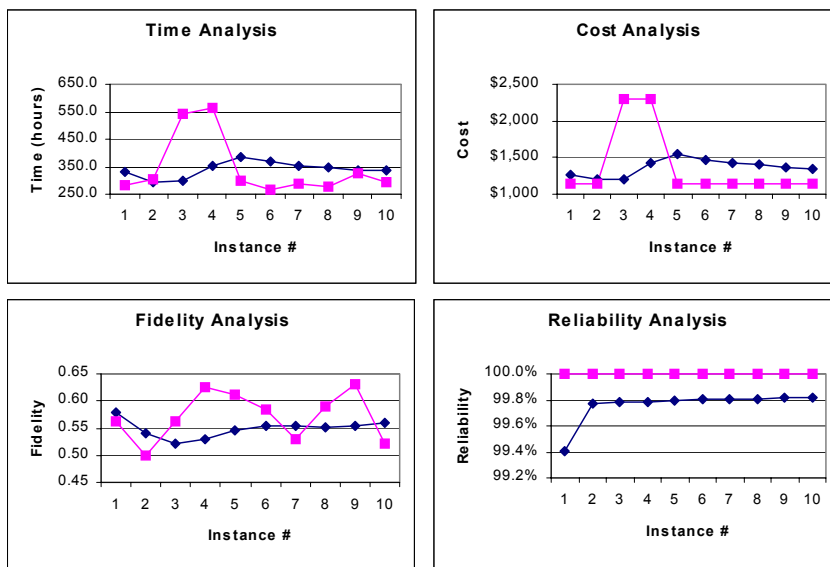 Time Analysis
Time (hours)
650.0
550.0
450.0
350.0
250.0
1 2 3 4 5 6 7 8 9 10
Instance #
Cost Analysis
Cost
$2,500
$2,000
$1,500
$1,000
1 2 3 4 5 6 7 8 9 10
Instance #
Fidelity Analysis
Fidelity
0.65
0.60
0.55
0.50
0.45
1 2 3 4 5 6 7 8 9 10
Instance #
Reliability Analysis
Reliability
100.0%
99.8%
99.6%
99.4%
99.2%
1 2 3 4 5 6 7 8 9 10
Instance #